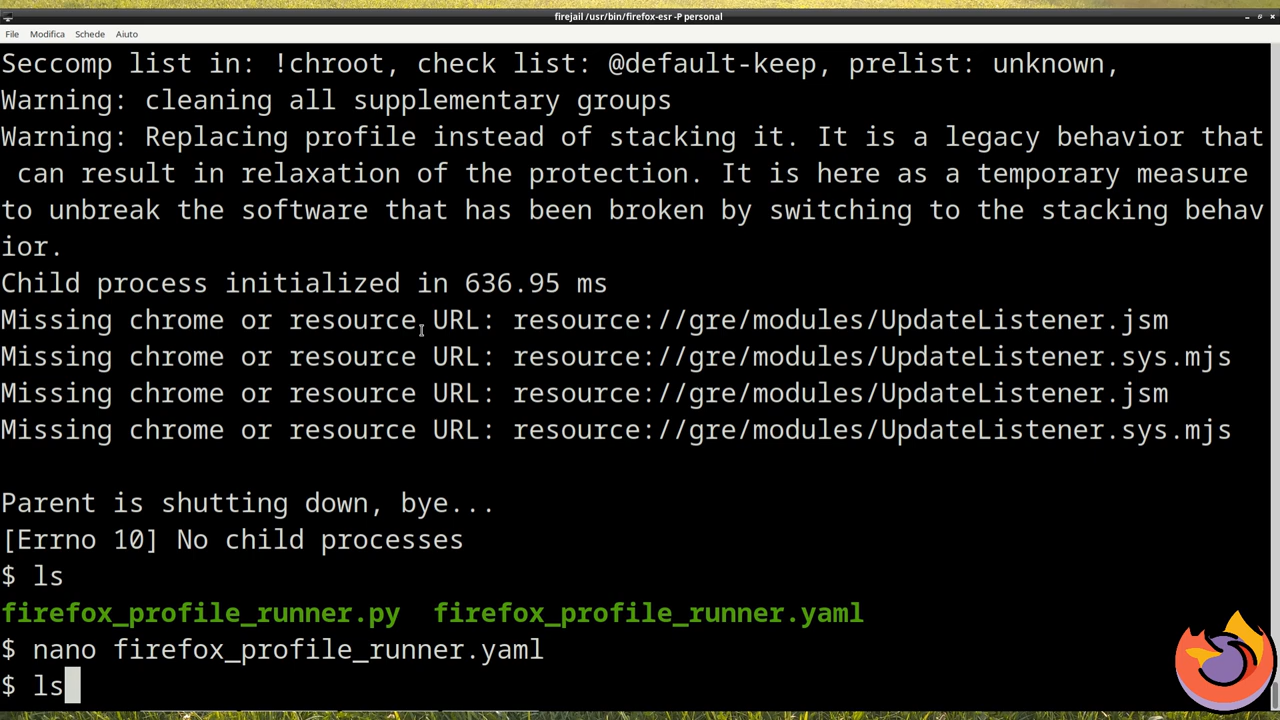 firejail /usr/bin/firefox-esr -P personal
File Modifica Schede Aiuto
Seccomp list in: !chroot, check list: @default-keep, prelist: unknown,
Warning: cleaning all supplementary groups
Warning: Replacing profile instead of stacking it. It is a legacy behavior that
 can result in relaxation of the protection. It is here as a temporary measure
to unbreak the software that has been broken by switching to the stacking behav
ior.
Child process initialized in 636.95 ms
Missing chrome or resource URL: resource://gre/modules/UpdateListener.jsm
Missing chrome or resource URL: resource://gre/modules/UpdateListener.sys.mjs
Missing chrome or resource URL: resource://gre/modules/UpdateListener.jsm
Missing chrome or resource URL: resource://gre/modules/UpdateListener.sys.mjs
Parent is shutting down, bye...
[Errno 10] No child processes
$ ls
firefox_profile_runner.py  firefox_profile_runner.yaml
$ nano firefox_profile_runner.yaml
$ ls